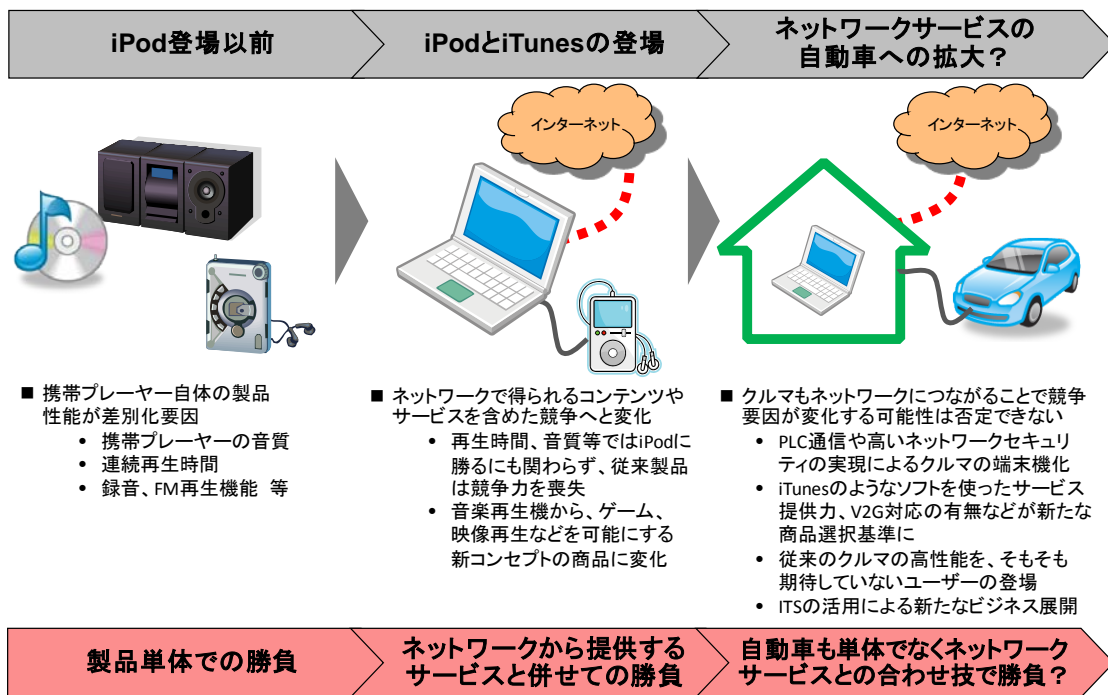 iPod登場以前
iPodとiTunesの登場
ネットワークサービスの
自動車への拡大？
インターネット
インターネット
■ 携帯プレーヤー自体の製品
性能が差別化要因
• 携帯プレーヤーの音質
• 連続再生時間
• 録音、FM再生機能 等
■ ネットワークで得られるコンテンツや
サービスを含めた競争へと変化
• 再生時間、音質等ではiPodに
勝るにも関わらず、従来製品
は競争力を喪失
• 音楽再生機から、ゲーム、
映像再生などを可能にする
新コンセプトの商品に変化
■ クルマもネットワークにつながることで競争
要因が変化する可能性は否定できない
• PLC通信や高いネットワークセキュリ
ティの実現によるクルマの端末機化
• iTunesのようなソフトを使ったサービス
提供力、V2G対応の有無などが新たな
商品選択基準に
• 従来のクルマの高性能を、そもそも
期待していないユーザーの登場
• ITSの活用による新たなビジネス展開
製品単体での勝負
ネットワークから提供する
サービスと併せての勝負
自動車も単体でなくネットワーク
サービスとの合わせ技で勝負？